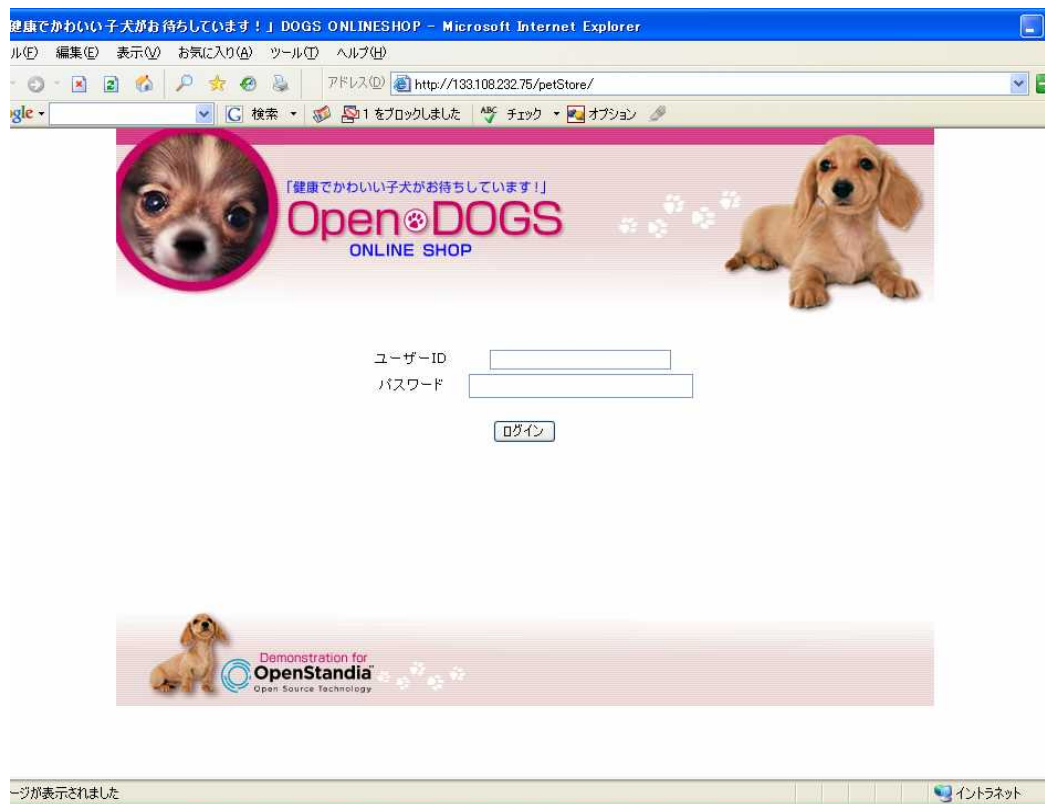 健康でかわいい子犬がお待ちしています！」DOGS ONLINESHOP - Microsoft Internet Explorer
ル(F) 編集(E) 表示(V) お気に入り(A) ツール(T) ヘルプ(H)
アドレス(D) http://133.108.232.75/petStore/
ogle 検索 1 をブロックしました ABC チェック オプション
「健康でかわいい子犬がお待ちしています!」
Open DOGS
ONLINE SHOP
ユーザーID
パスワード
ログイン
Demonstration for
OpenStandia
Open Source Technology
ージが表示されました イントラネット